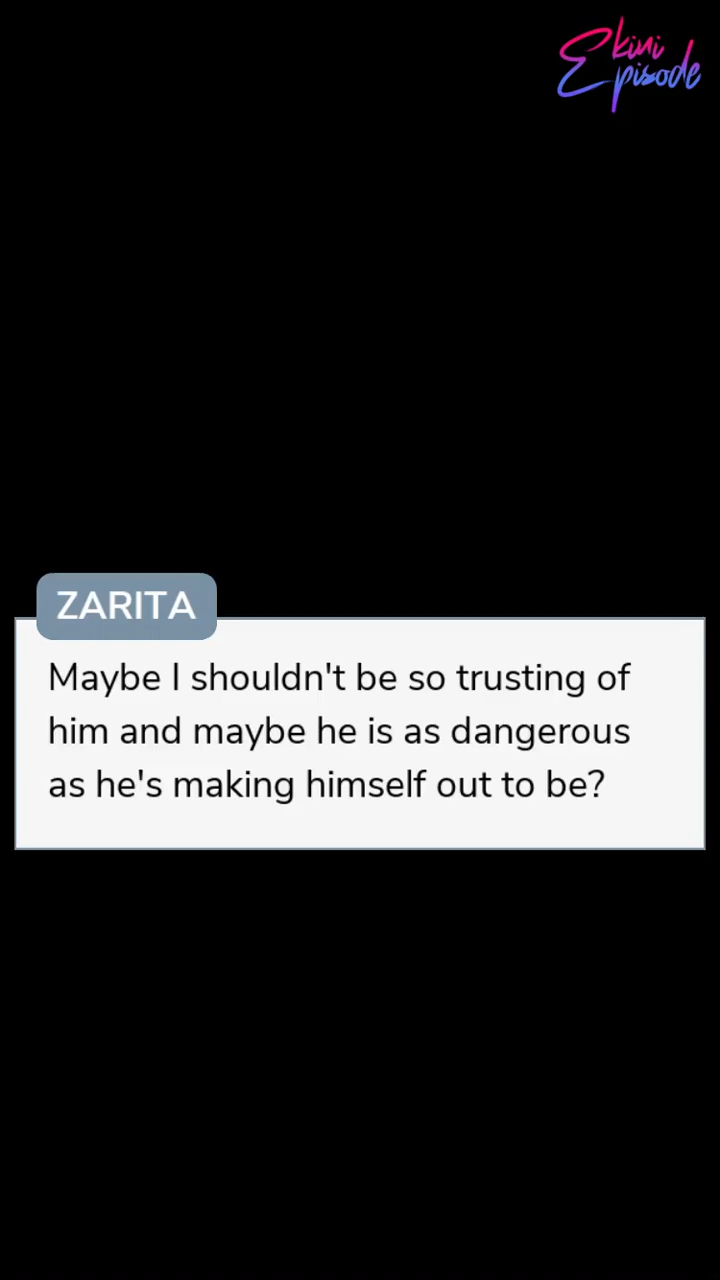 Ekini
Episode
ZARITA
Maybe I shouldn't be so trusting of
him and maybe he is as dangerous
as he's making himself out to be?